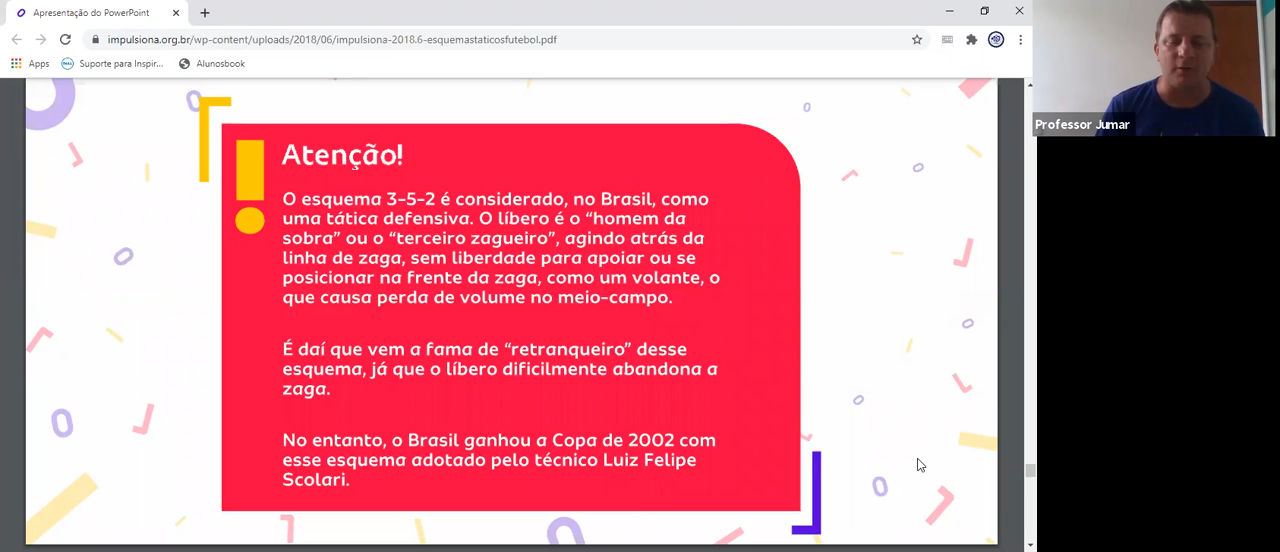 Apresentação do PowerPoint
impulsiona.org.br/wp-content/uploads/2018/06/impulsiona-2018.6-esquemastaticosfutebol.pdf
Apps
Suporte para Inspir...
Alunosbook
Professor Jumar
Atenção!
O esquema 3-5-2 é considerado, no Brasil, como
uma tática defensiva. O líbero é o “homem da
sobra” ou o “terceiro zagueiro”, agindo atrás da
linha de zaga, sem liberdade para apoiar ou se
posicionar na frente da zaga, como um volante, o
que causa perda de volume no meio-campo.
É daí que vem a fama de “retranqueiro” desse
esquema, já que o líbero dificilmente abandona a
zaga.
No entanto, o Brasil ganhou a Copa de 2002 com
esse esquema adotado pelo técnico Luiz Felipe
Scolari.